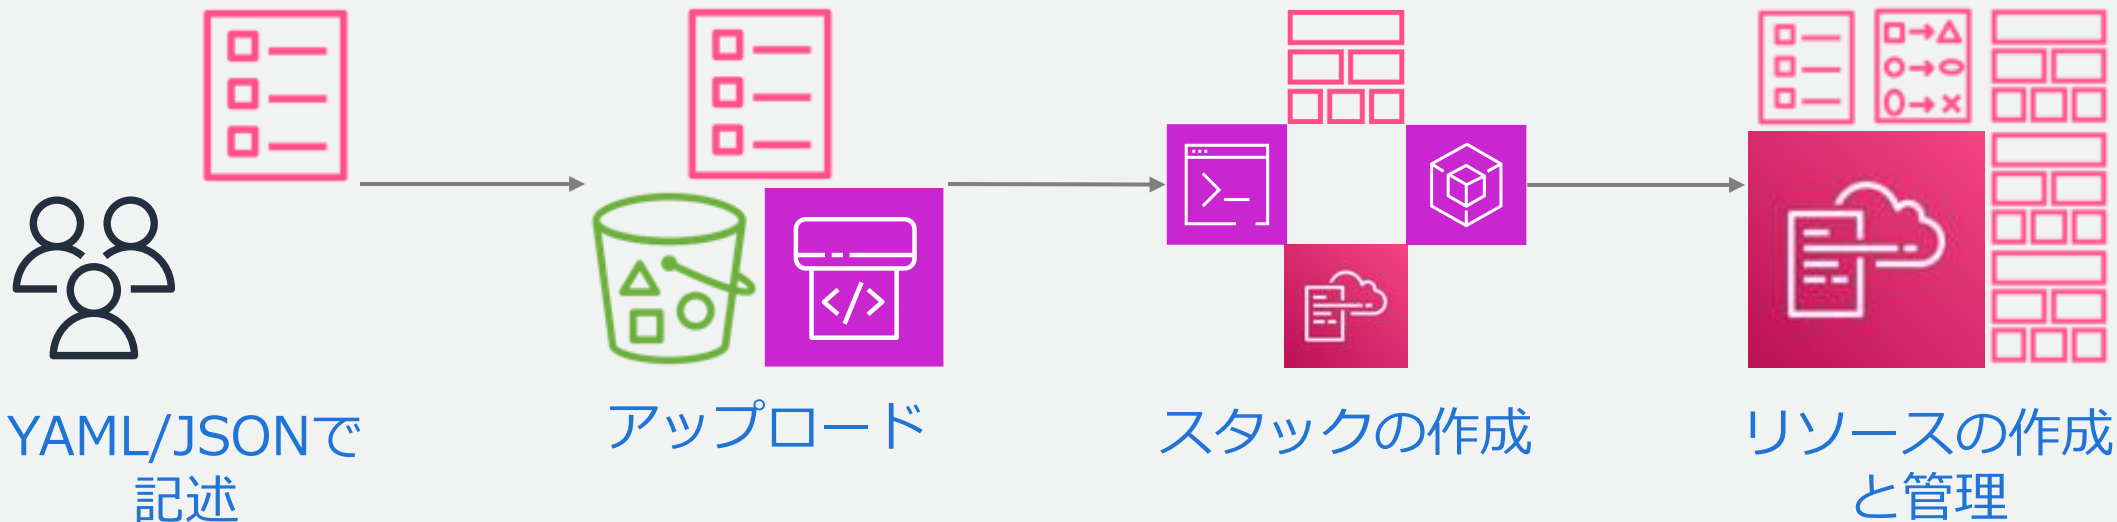 YAML/JSONで
記述
アップロード
スタックの作成
リソースの作成
と管理